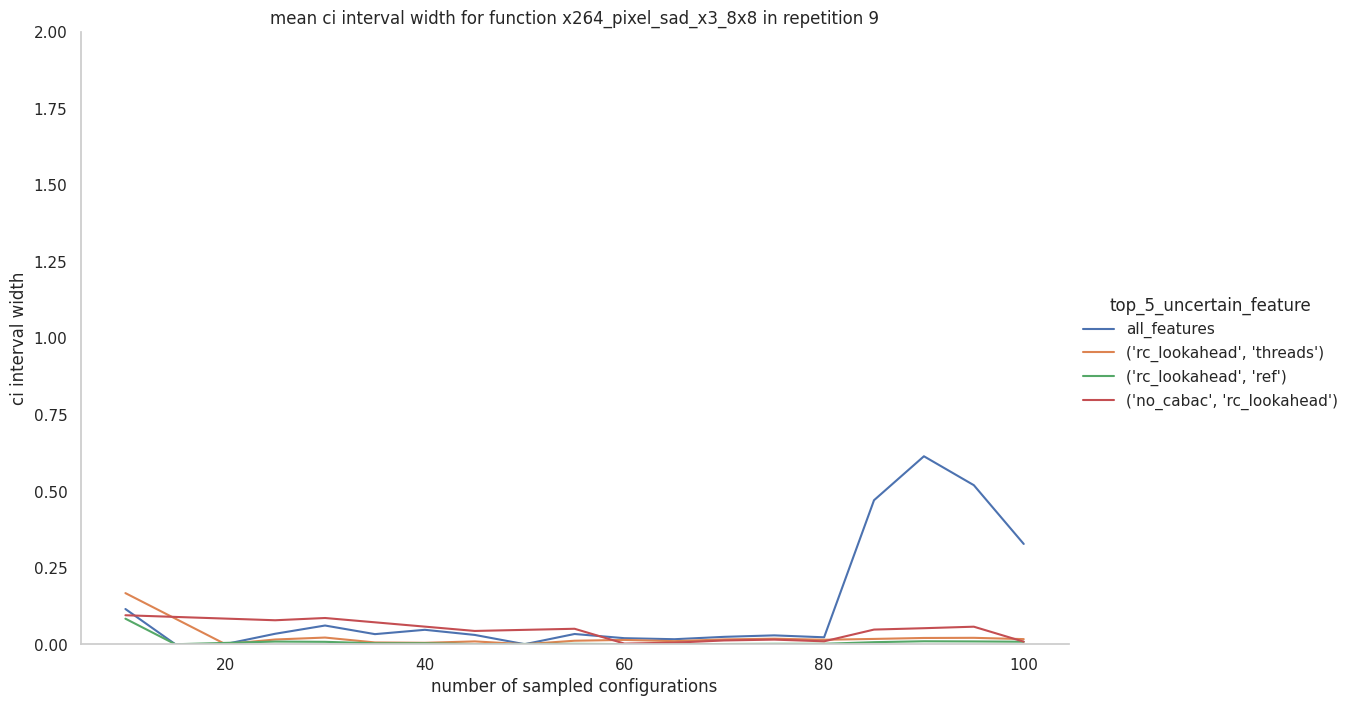 mean ci interval width for function x264_pixel_sad_x3_8x8 in repetition 9
2.00
1.75
1.50
1.25
1.00
0.75
0.50
0.25
0.00
ci interval width
20
40
60
80
100
number of sampled configurations
top_5_uncertain_feature
all_features
('rc_lookahead', 'threads')
('rc_lookahead', 'ref')
('no_cabac', 'rc_lookahead')